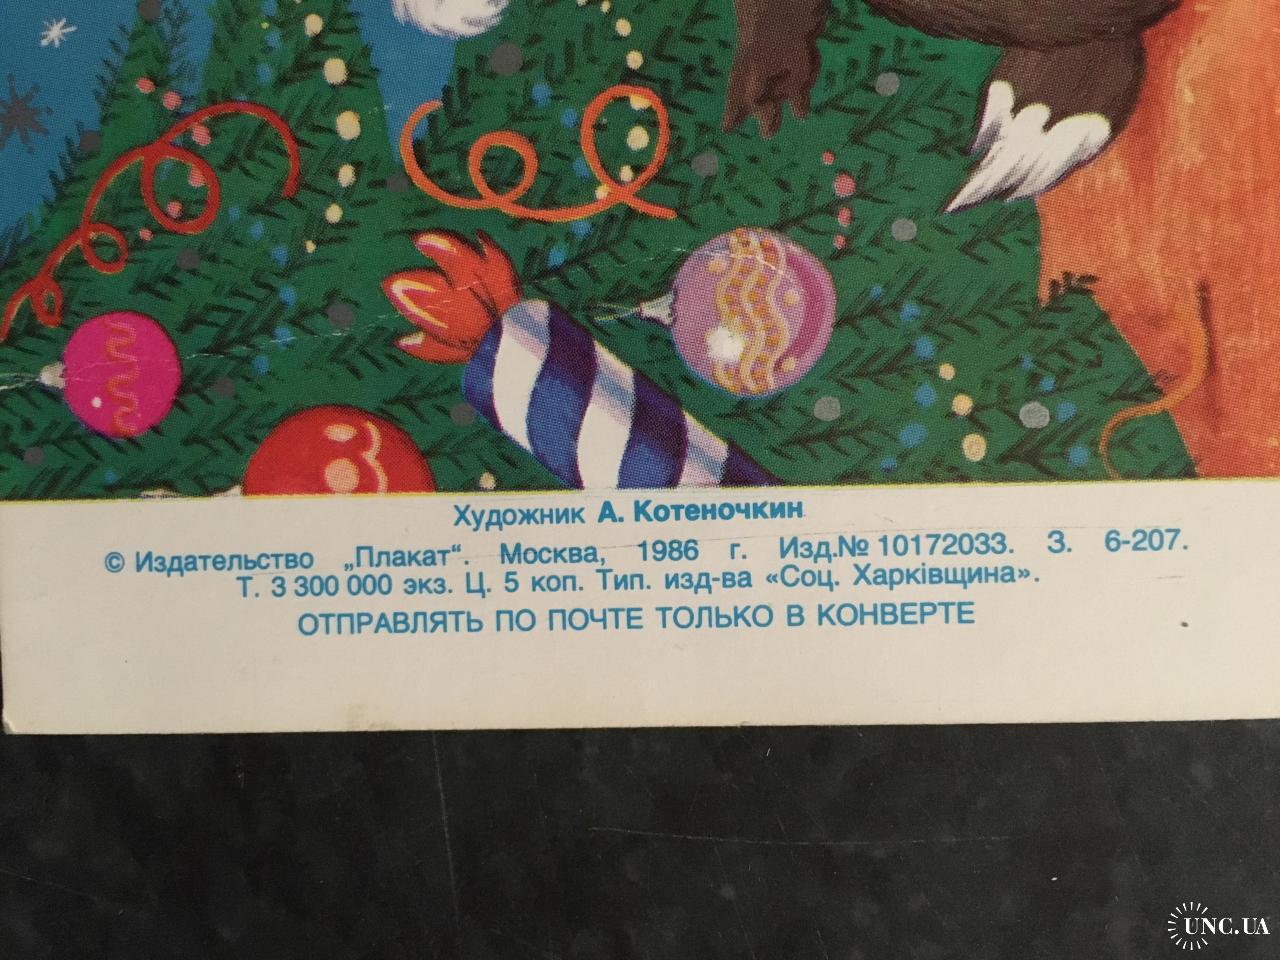 Художник А. Котеночкин
© Издательство „Плакат“. Москва, 1986 г. Изд.№ 10172033. З. 6-207.
Т. 3 300 000 экз. Ц. 5 коп. Тип. изд-ва «Соц. Харківщина».
ОТПРАВЛЯТЬ ПО ПОЧТЕ ТОЛЬКО В КОНВЕРТЕ
UNC.UA